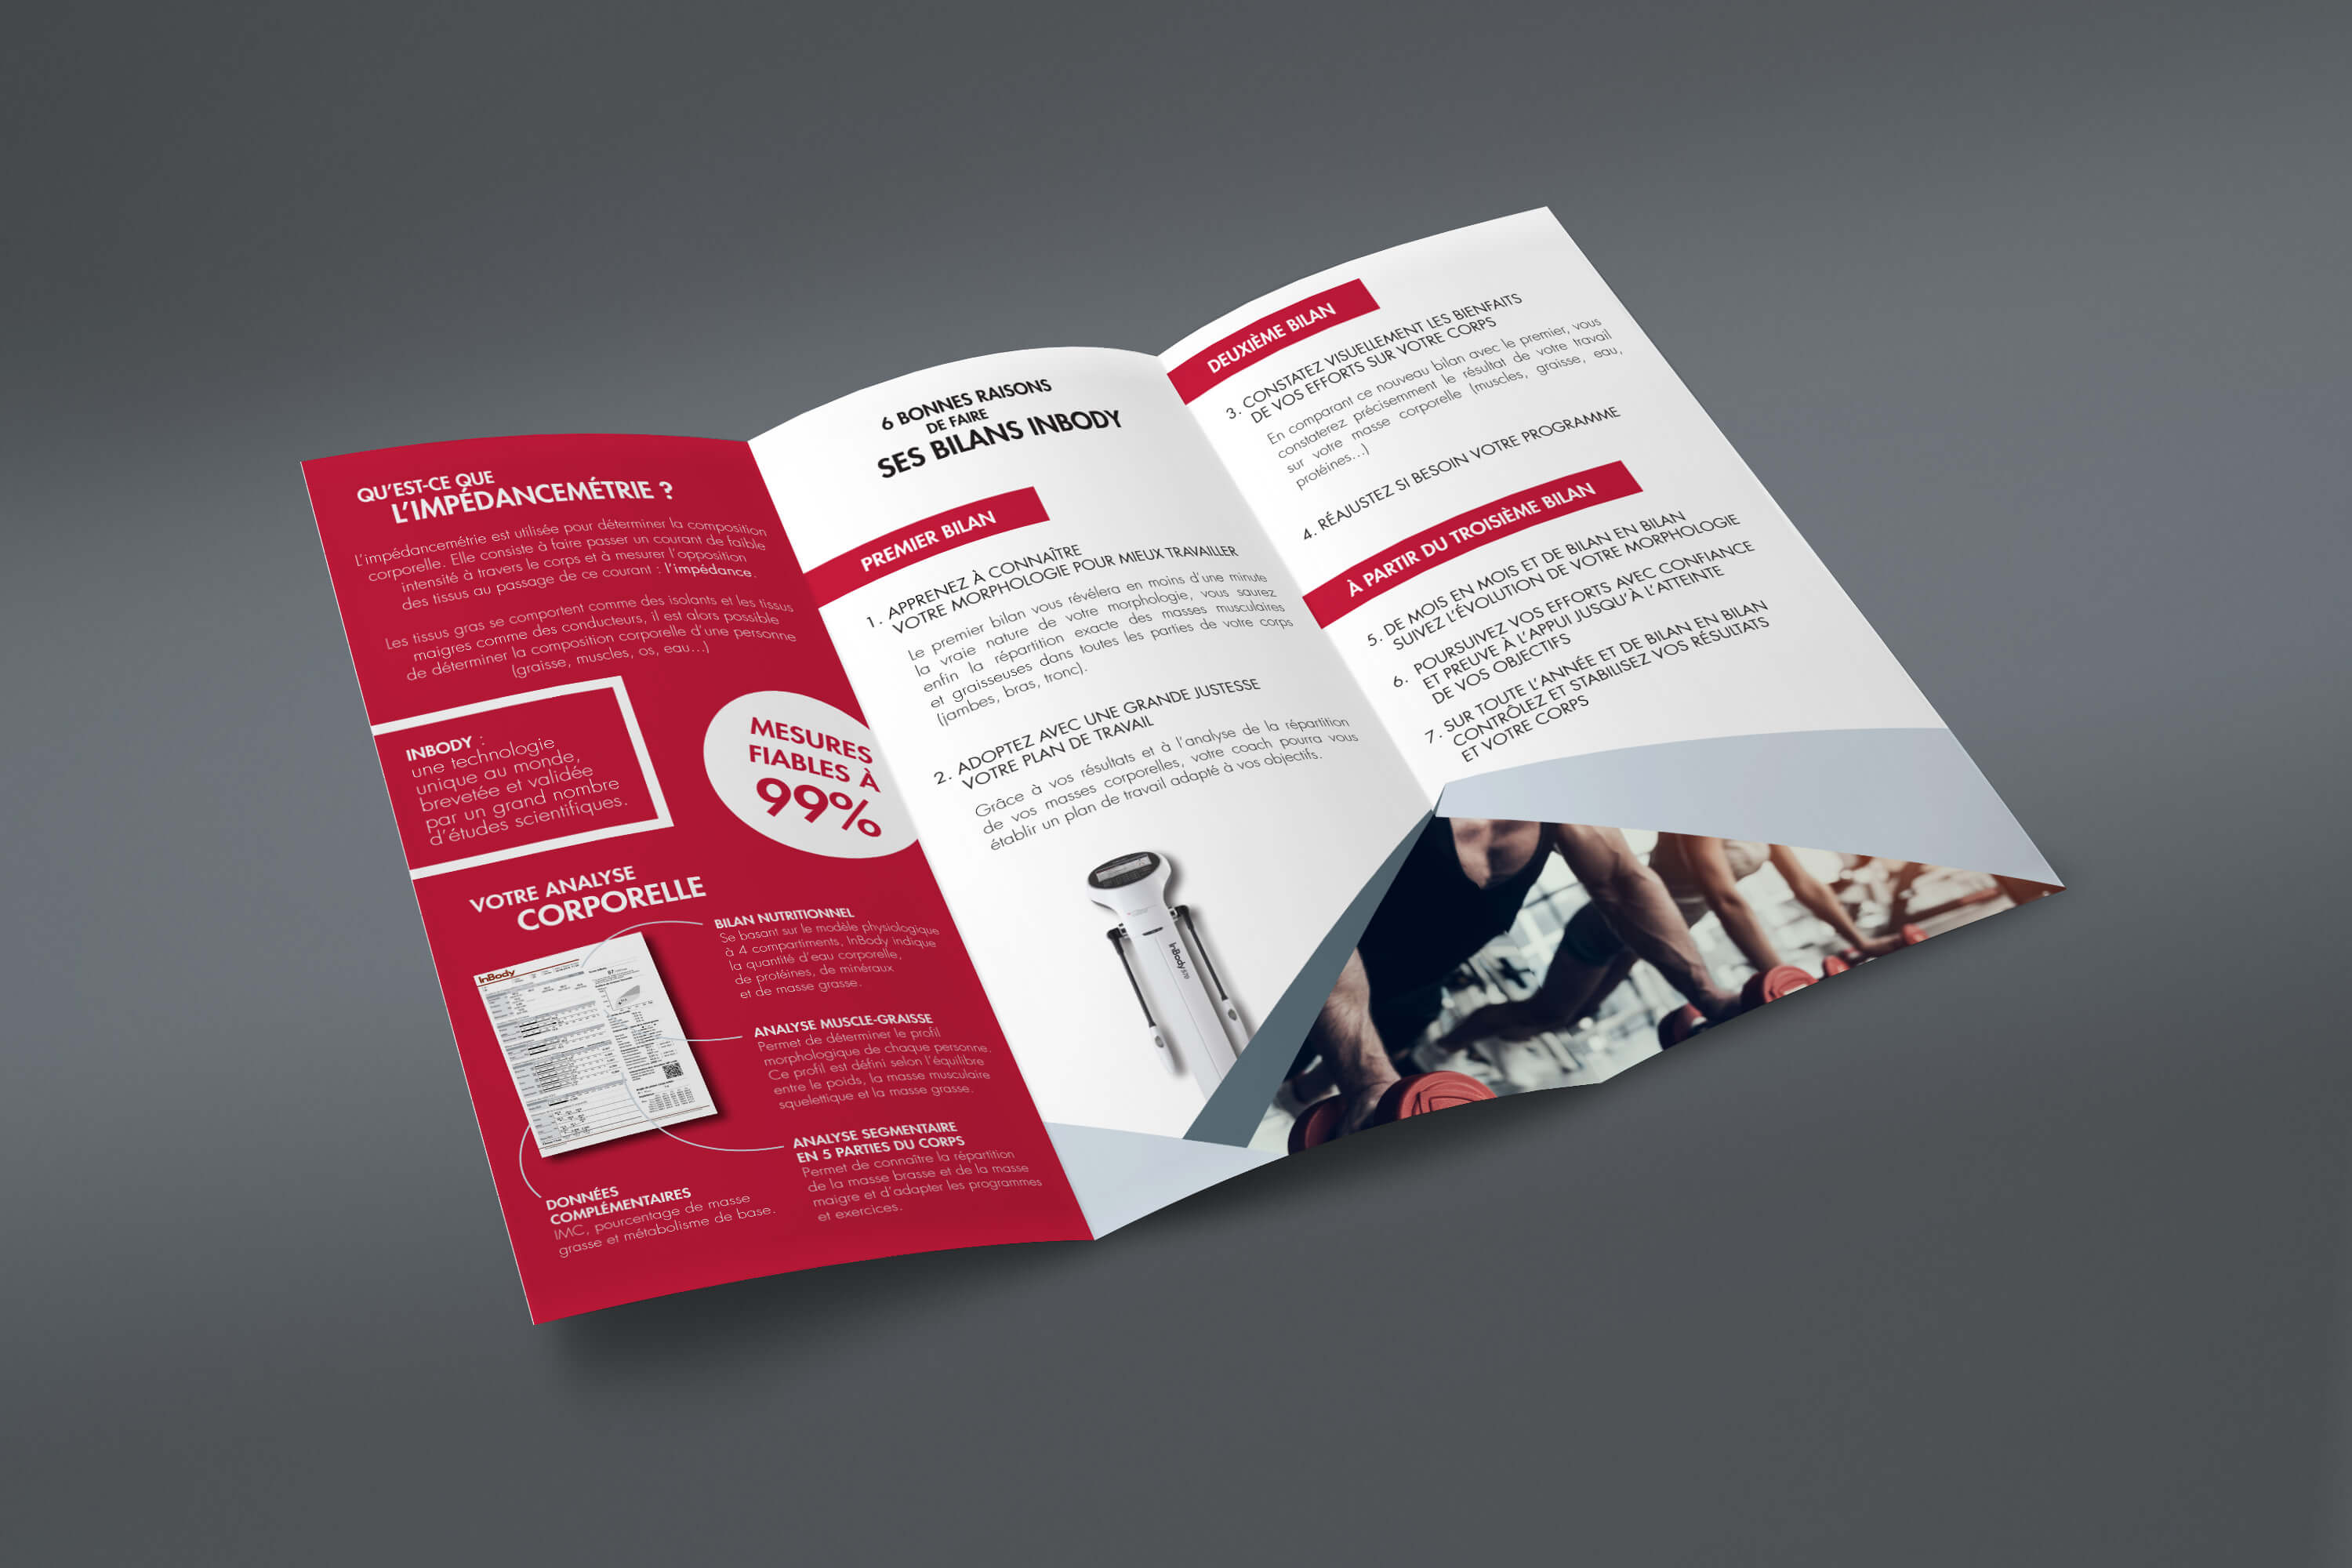 QU'EST-CE QUE
L'IMPÉDANCEMÉTRIE ?
L'impédancemétrie est utilisée pour déterminer la composition
corporelle. Elle consiste à faire passer un courant de faible
intensité à travers le corps et à mesurer l'opposition
des tissus au passage de ce courant : l'impédance.
Les tissus gras se comportent comme des isolants et les tissus
maigres comme des conducteurs, il est alors possible
de déterminer la composition corporelle d'une personne
(graisse, muscles, os, eau...)
INBODY :
une technologie
unique au monde,
brevetée et validée
par un grand nombre
d'études scientifiques.
MESURES
FIABLES À
99%
VOTRE ANALYSE
CORPORELLE
InBody
BILAN NUTRITIONNEL
Se basant sur le modèle physiologique
à 4 compartiments, InBody indique
la quantité d'eau corporelle,
de protéines, de minéraux
et de masse grasse.
ANALYSE MUSCLE-GRAISSE
Permet de déterminer le profil
morphologique de chaque personne.
Ce profil est défini selon l'équilibre
entre le poids, la masse musculaire
squelettique et la masse grasse.
ANALYSE SEGMENTAIRE
EN 5 PARTIES DU CORPS
Permet de connaître la répartition
de la masse brasse et de la masse
maigre et d'adapter les programmes
et exercices.
DONNÉES
COMPLÉMENTAIRES
IMC, pourcentage de masse
grasse et métabolisme de base.
6 BONNES RAISONS
DE FAIRE
SES BILANS INBODY
PREMIER BILAN
1. APPRENEZ À CONNAÎTRE
VOTRE MORPHOLOGIE POUR MIEUX TRAVAILLER
Le premier bilan vous révélera en moins d'une minute
la vraie nature de votre morphologie, vous saurez
enfin la répartition exacte des masses musculaires
et graisseuses dans toutes les parties de votre corps
(jambes, bras, tronc).
2. ADOPTEZ AVEC UNE GRANDE JUSTESSE
VOTRE PLAN DE TRAVAIL
Grâce à vos résultats et à l'analyse de la répartition
de vos masses corporelles, votre coach pourra vous
établir un plan de travail adapté à vos objectifs.
InBody 570
DEUXIÈME BILAN
3. CONSTATEZ VISUELLEMENT LES BIENFAITS
DE VOS EFFORTS SUR VOTRE CORPS
En comparant ce nouveau bilan avec le premier, vous
constaterez précisemment le résultat de votre travail
sur votre masse corporelle (muscles, graisse, eau,
protéines...)
4. RÉAJUSTEZ SI BESOIN VOTRE PROGRAMME
À PARTIR DU TROISIÈME BILAN
5. DE MOIS EN MOIS ET DE BILAN EN BILAN
SUIVEZ L'ÉVOLUTION DE VOTRE MORPHOLOGIE
6. POURSUIVEZ VOS EFFORTS AVEC CONFIANCE
ET PREUVE À L'APPUI JUSQU'À L'ATTEINTE
DE VOS OBJECTIFS
7. SUR TOUTE L'ANNÉE ET DE BILAN EN BILAN
CONTRÔLEZ ET STABILISEZ VOS RÉSULTATS
ET VOTRE CORPS